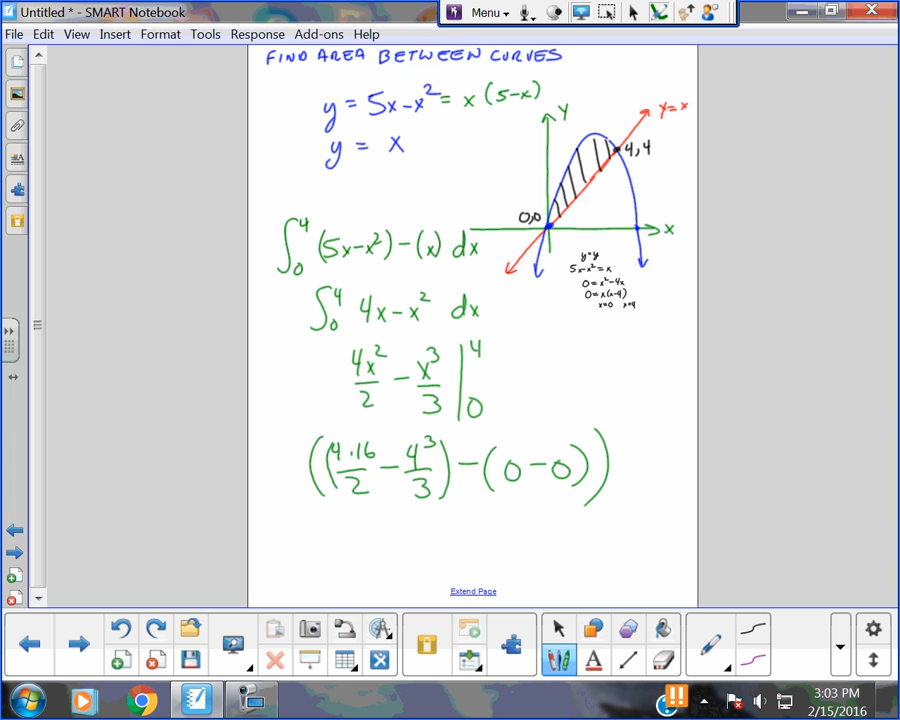 Untitled * - SMART Notebook
Menu
File Edit View Insert Format Tools Response Add-ons Help
FIND AREA BETWEEN CURVES
y = 5x-x² = x (5-x)
y = x
Y
y=x
4,4
0,0
x
∫₀⁴ (5x-x²)-(x) dx
y=y
5x-x²=x
0=x²-4x
0=x(x-4)
x=0 x=4
∫₀⁴ 4x-x² dx
4x²/2 - x³/3 |₀⁴
((4·16/2 - 4³/3) - (0-0))
Extend Page
3:03 PM
2/15/2016